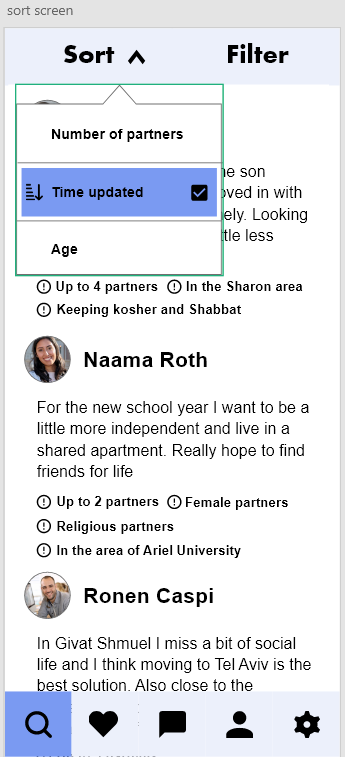 sort screen
Sort
Filter
Number of partners
he son
Time updated
oved in with
ely. Looking
ttle less
Age
Up to 4 partners
In the Sharon area
Keeping kosher and Shabbat
Naama Roth
For the new school year I want to be a
little more independent and live in a
shared apartment. Really hope to find
friends for life
Up to 2 partners
Female partners
Religious partners
In the area of Ariel University
Ronen Caspi
In Givat Shmuel I miss a bit of social
life and I think moving to Tel Aviv is the
best solution. Also close to the